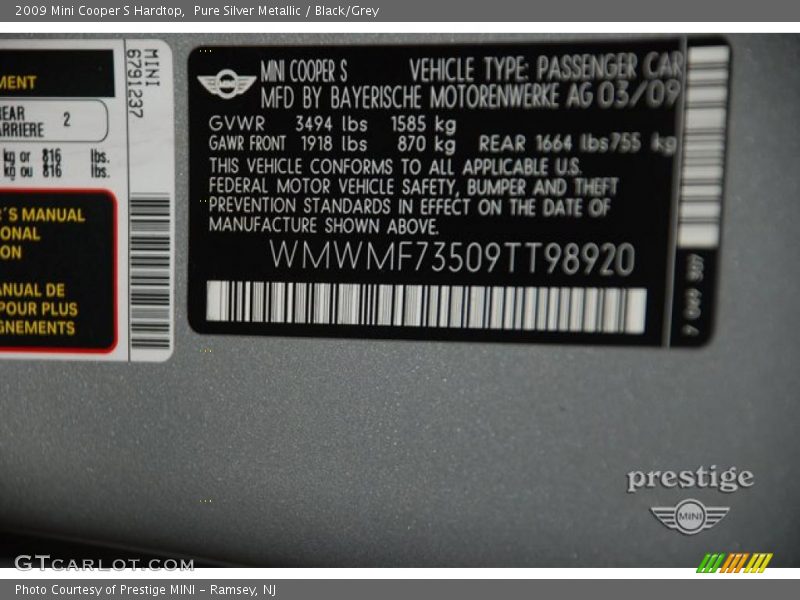 2009 Mini Cooper S Hardtop,  Pure Silver Metallic / Black/Grey
MENT
REAR
ARRIERE 2
kg or 816 lbs.
kg ou 816 lbs.
'S MANUAL
ONAL
ON
ANUAL DE
POUR PLUS
GNEMENTS
MINI
6791237
MINI COOPER S VEHICLE TYPE: PASSENGER CAR
MFD BY BAYERISCHE MOTORENWERKE AG 03/09
GVWR 3494 lbs 1585 kg
GAWR FRONT 1918 lbs 870 kg REAR 1664 lbs755 kg
THIS VEHICLE CONFORMS TO ALL APPLICABLE U.S.
FEDERAL MOTOR VEHICLE SAFETY, BUMPER AND THEFT
PREVENTION STANDARDS IN EFFECT ON THE DATE OF
MANUFACTURE SHOWN ABOVE.
WMWMF73509TT98920
prestige
MINI
GTcarlot.com
Photo Courtesy of Prestige MINI - Ramsey, NJ